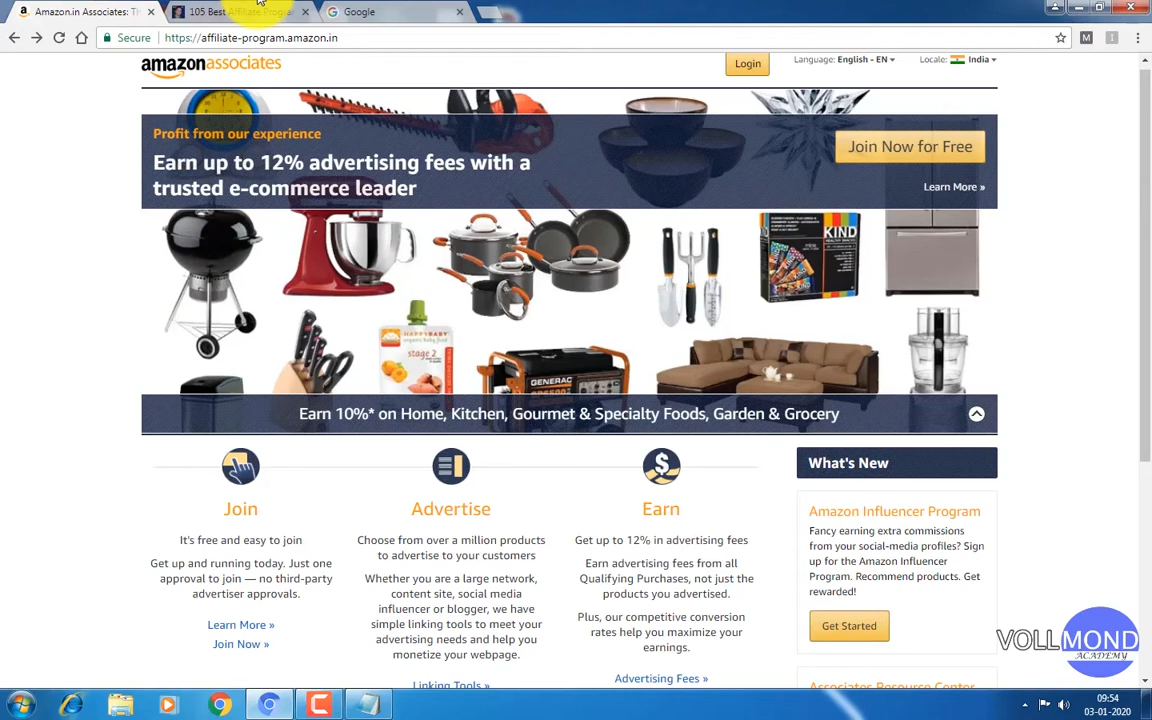 Amazon.in Associates: Th
105 Best Affiliate Progra
Google
Secure
https://affiliate-program.amazon.in
amazonassociates
Login
Language: English - EN
Locale: India
Profit from our experience
Earn up to 12% advertising fees with a
trusted e-commerce leader
Join Now for Free
Learn More »
KIND
HAPPYBABY
stage 2
GENERAC
Earn 10%* on Home, Kitchen, Gourmet & Specialty Foods, Garden & Grocery
Join
It's free and easy to join
Get up and running today. Just one
approval to join — no third-party
advertiser approvals.
Learn More »
Join Now »
Advertise
Choose from over a million products
to advertise to your customers
Whether you are a large network,
content site, social media
influencer or blogger, we have
simple linking tools to meet your
advertising needs and help you
monetize your webpage.
Linking Tools »
Earn
Get up to 12% in advertising fees
Earn advertising fees from all
Qualifying Purchases, not just the
products you advertised.
Plus, our competitive conversion
rates help you maximize your
earnings.
Advertising Fees »
What's New
Amazon Influencer Program
Fancy earning extra commissions
from your social-media profiles? Sign
up for the Amazon Influencer
Program. Recommend products. Get
rewarded!
Get Started
Associates Resource Center
VOLLMOND
ACADEMY
09:54
03-01-2020